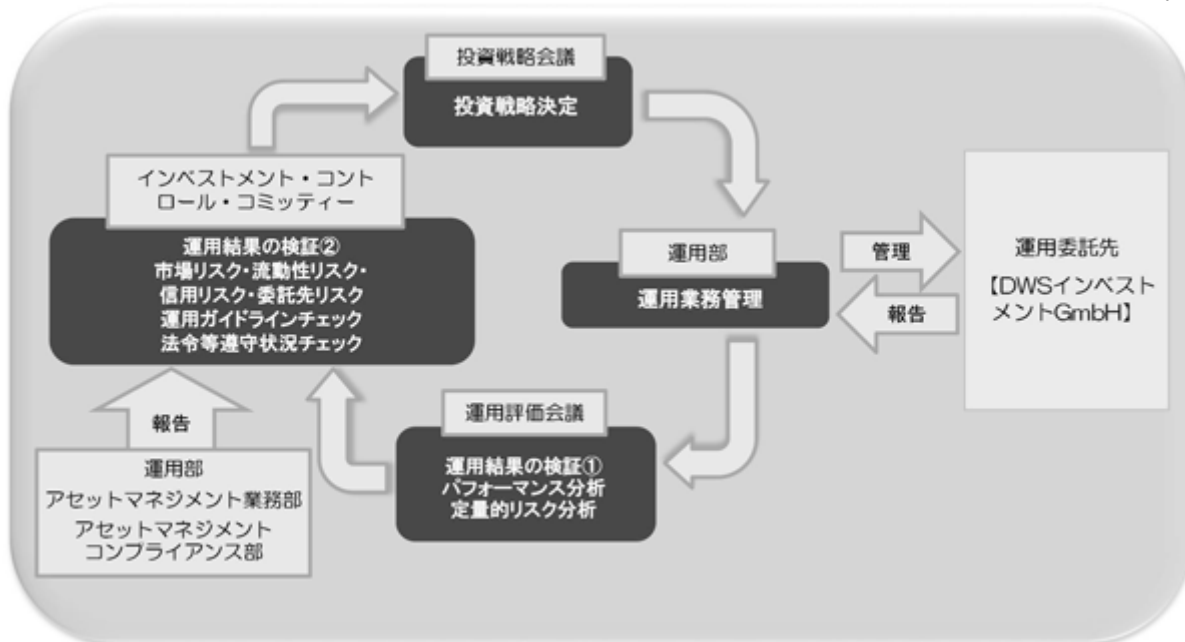 投資戦略会議
投資戦略決定
インベストメント・コント
ロール・コミッティー
運用結果の検証②
市場リスク・流動性リスク・
信用リスク・委託先リスク
運用ガイドラインチェック
法令等遵守状況チェック
運用部
運用業務管理
管理
報告
運用委託先
【DWSインベスト
メントGmbH】
運用評価会議
運用結果の検証①
パフォーマンス分析
定量的リスク分析
報告
運用部
アセットマネジメント業務部
アセットマネジメント
コンプライアンス部